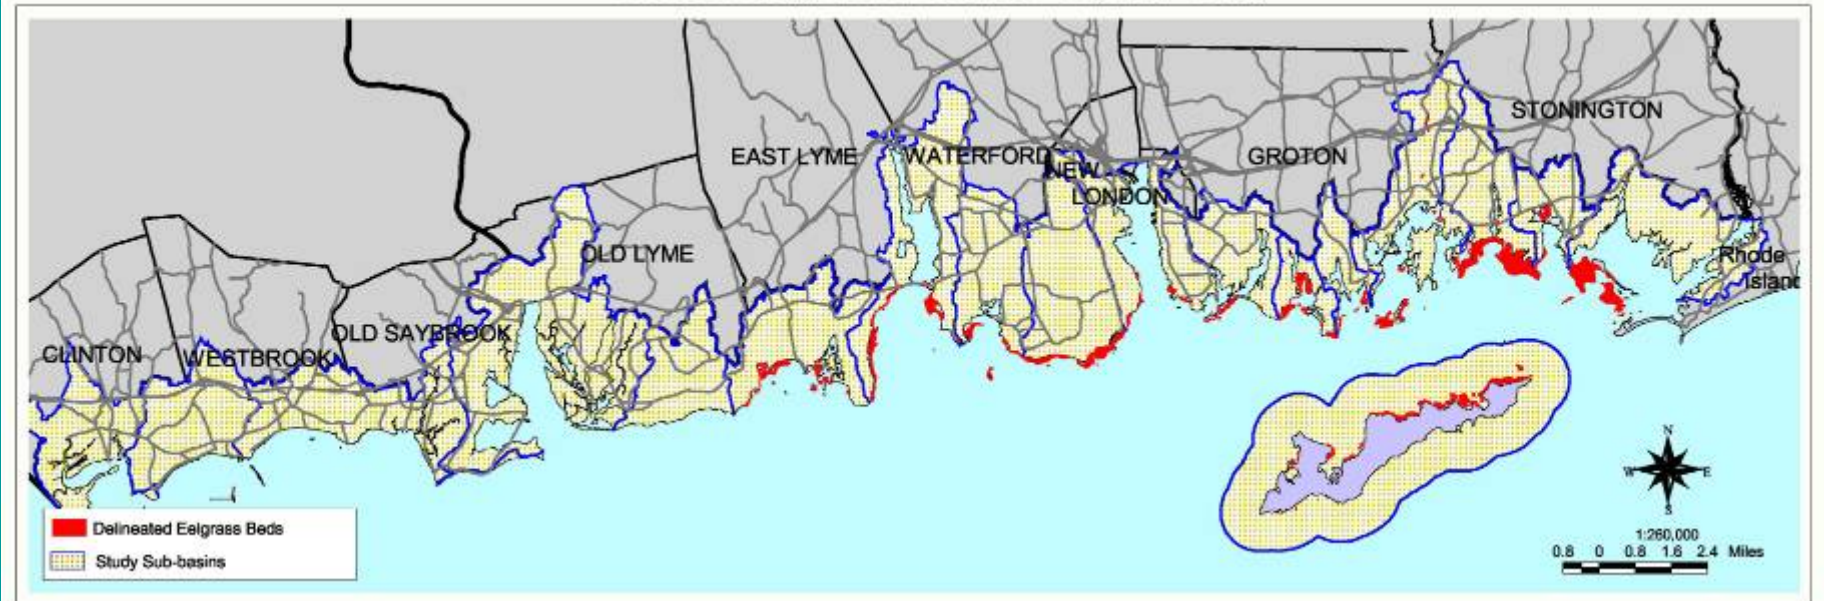 STONINGTON
EAST LYME
WATERFORD
GROTON
NEW
LONDON
OLD LYME
Rhode
Island
OLD SAYBROOK
CLINTON
WESTBROOK
N
W
E
S
Delineated Eelgrass Beds
Study Sub-basins
1:260,000
0.8 0 0.8 1.6 2.4 Miles